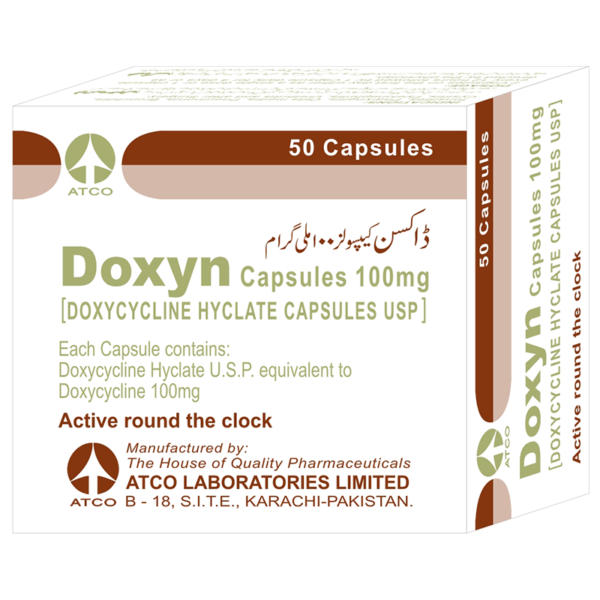 50 Capsules
ATCO
ڈاکسن کیپسولز ۱۰۰ ملی گرام
Doxyn Capsules 100mg
[DOXYCYCLINE HYCLATE CAPSULES USP]
Each Capsule contains:
Doxycycline Hyclate U.S.P. equivalent to
Doxycycline 100mg
Active round the clock
Manufactured by:
The House of Quality Pharmaceuticals
ATCO LABORATORIES LIMITED
B - 18, S.I.T.E., KARACHI-PAKISTAN.
ATCO
50 Capsules
Doxyn Capsules 100mg
[DOXYCYCLINE HYCLATE CAPSULES USP]
Active round the clock
ATCO